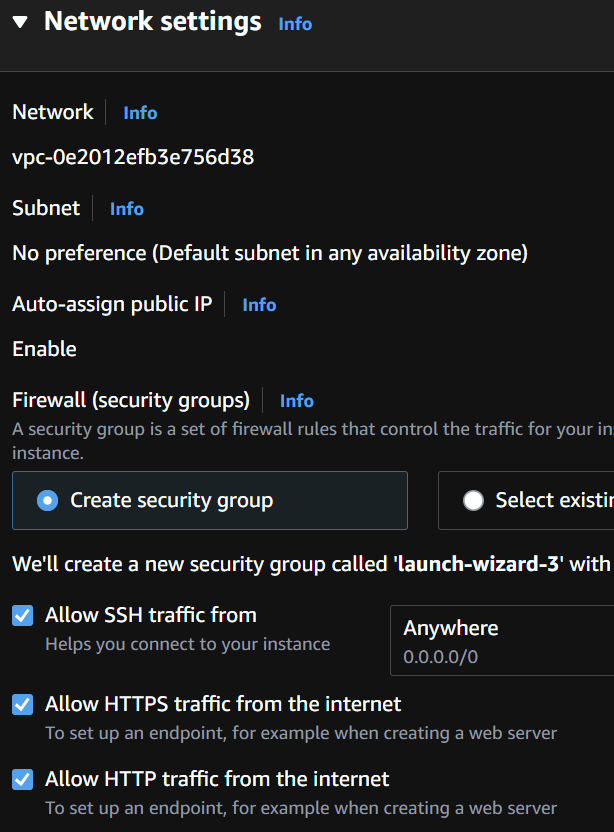 Network settings Info
Network Info
vpc-0e2012efb3e756d38
Subnet Info
No preference (Default subnet in any availability zone)
Auto-assign public IP Info
Enable
Firewall (security groups) Info
A security group is a set of firewall rules that control the traffic for your
instance.
Create security group
Select
We'll create a new security group called 'launch-wizard-3' with
Allow SSH traffic from
Helps you connect to your instance
Anywhere
0.0.0.0/0
Allow HTTPS traffic from the internet
To set up an endpoint, for example when creating a web server
Allow HTTP traffic from the internet
To set up an endpoint, for example when creating a web server